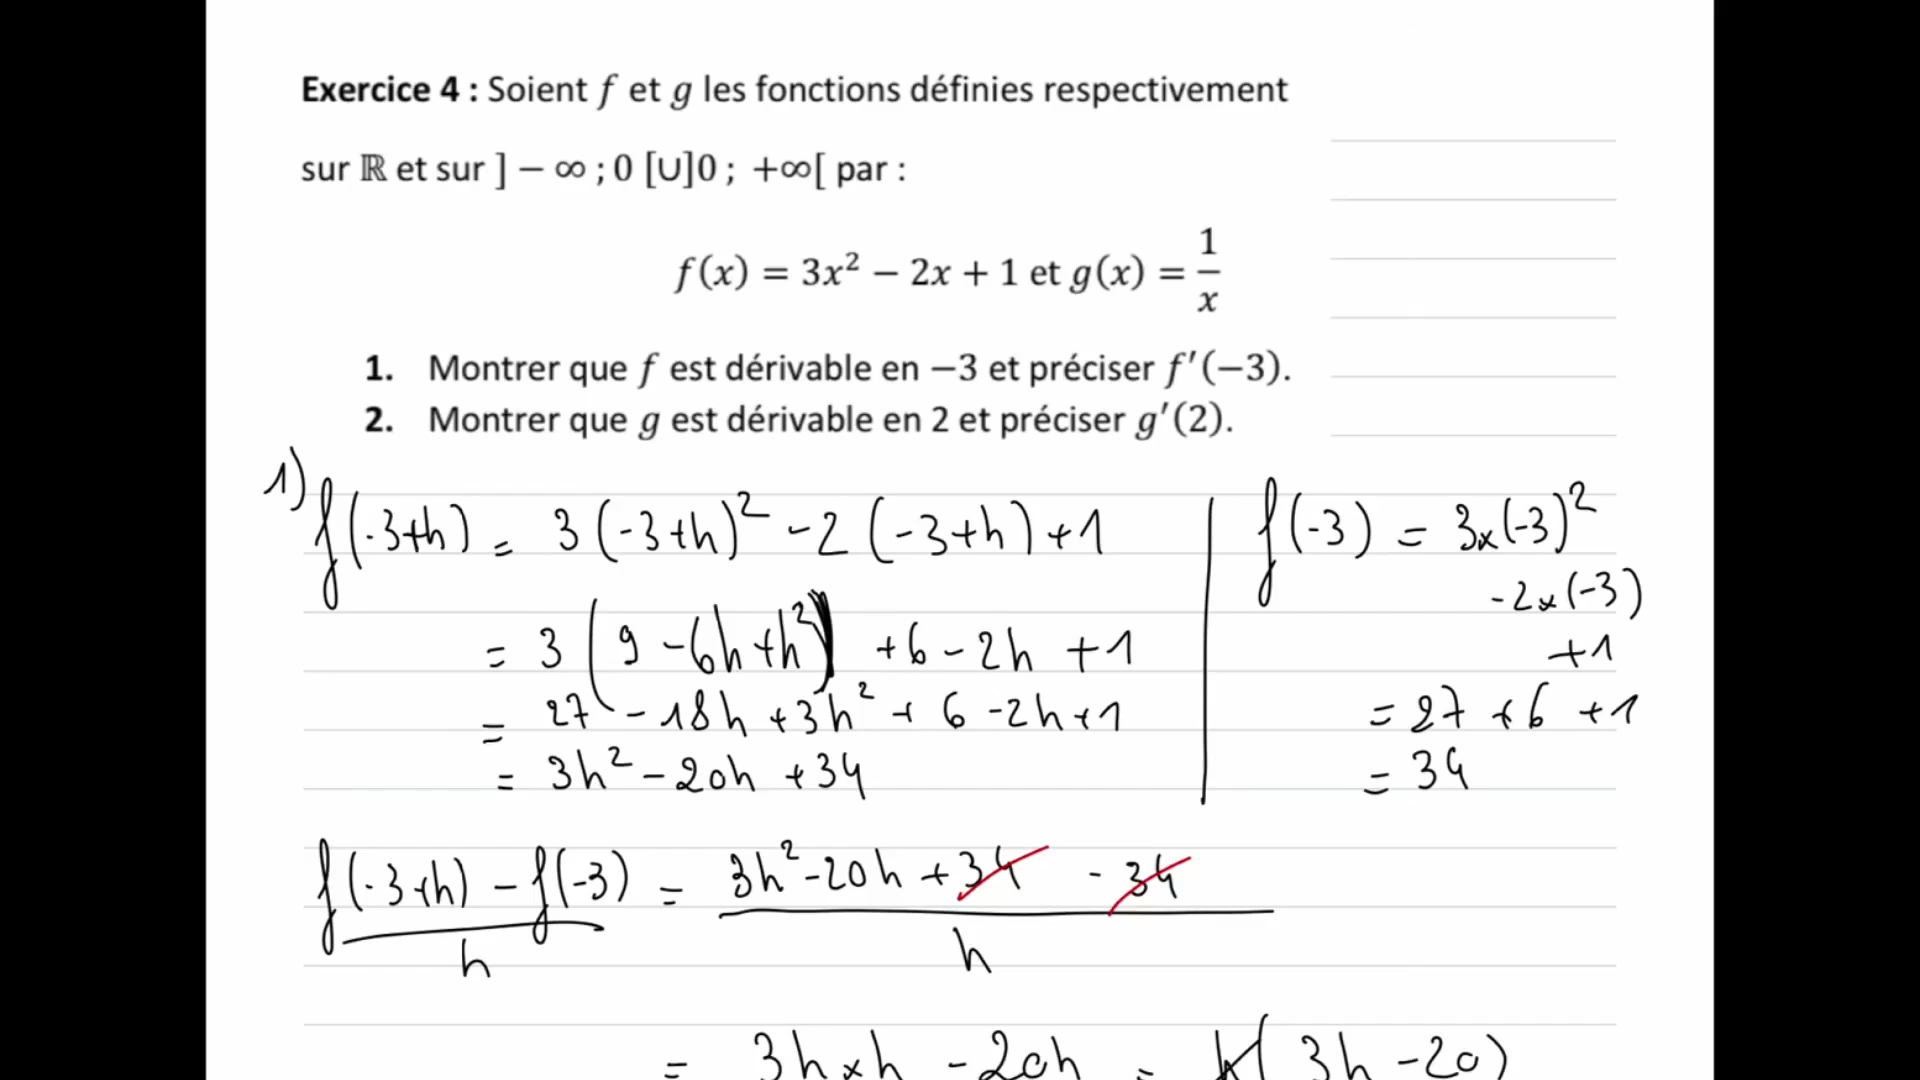 Exercice 4 : Soient f et g les fonctions définies respectivement
sur ℝ et sur ] − ∞ ; 0 [∪]0 ; +∞[ par :
f(x) = 3x² − 2x + 1 et g(x) = 1/x
1. Montrer que f est dérivable en −3 et préciser f′(−3).
2. Montrer que g est dérivable en 2 et préciser g′(2).
1) f(-3+h) = 3(-3+h)² -2(-3+h)+1
= 3(9 -6h+h²) +6-2h +1
= 27 -18h +3h² + 6 -2h+1
= 3h² -20h +34
f(-3) = 3×(-3)²
-2×(-3)
+1
= 27 +6 +1
= 34
f(-3+h) - f(-3) / h = 3h²-20h +34 -34 / h
= 3h×h -20h = h(3h -20)